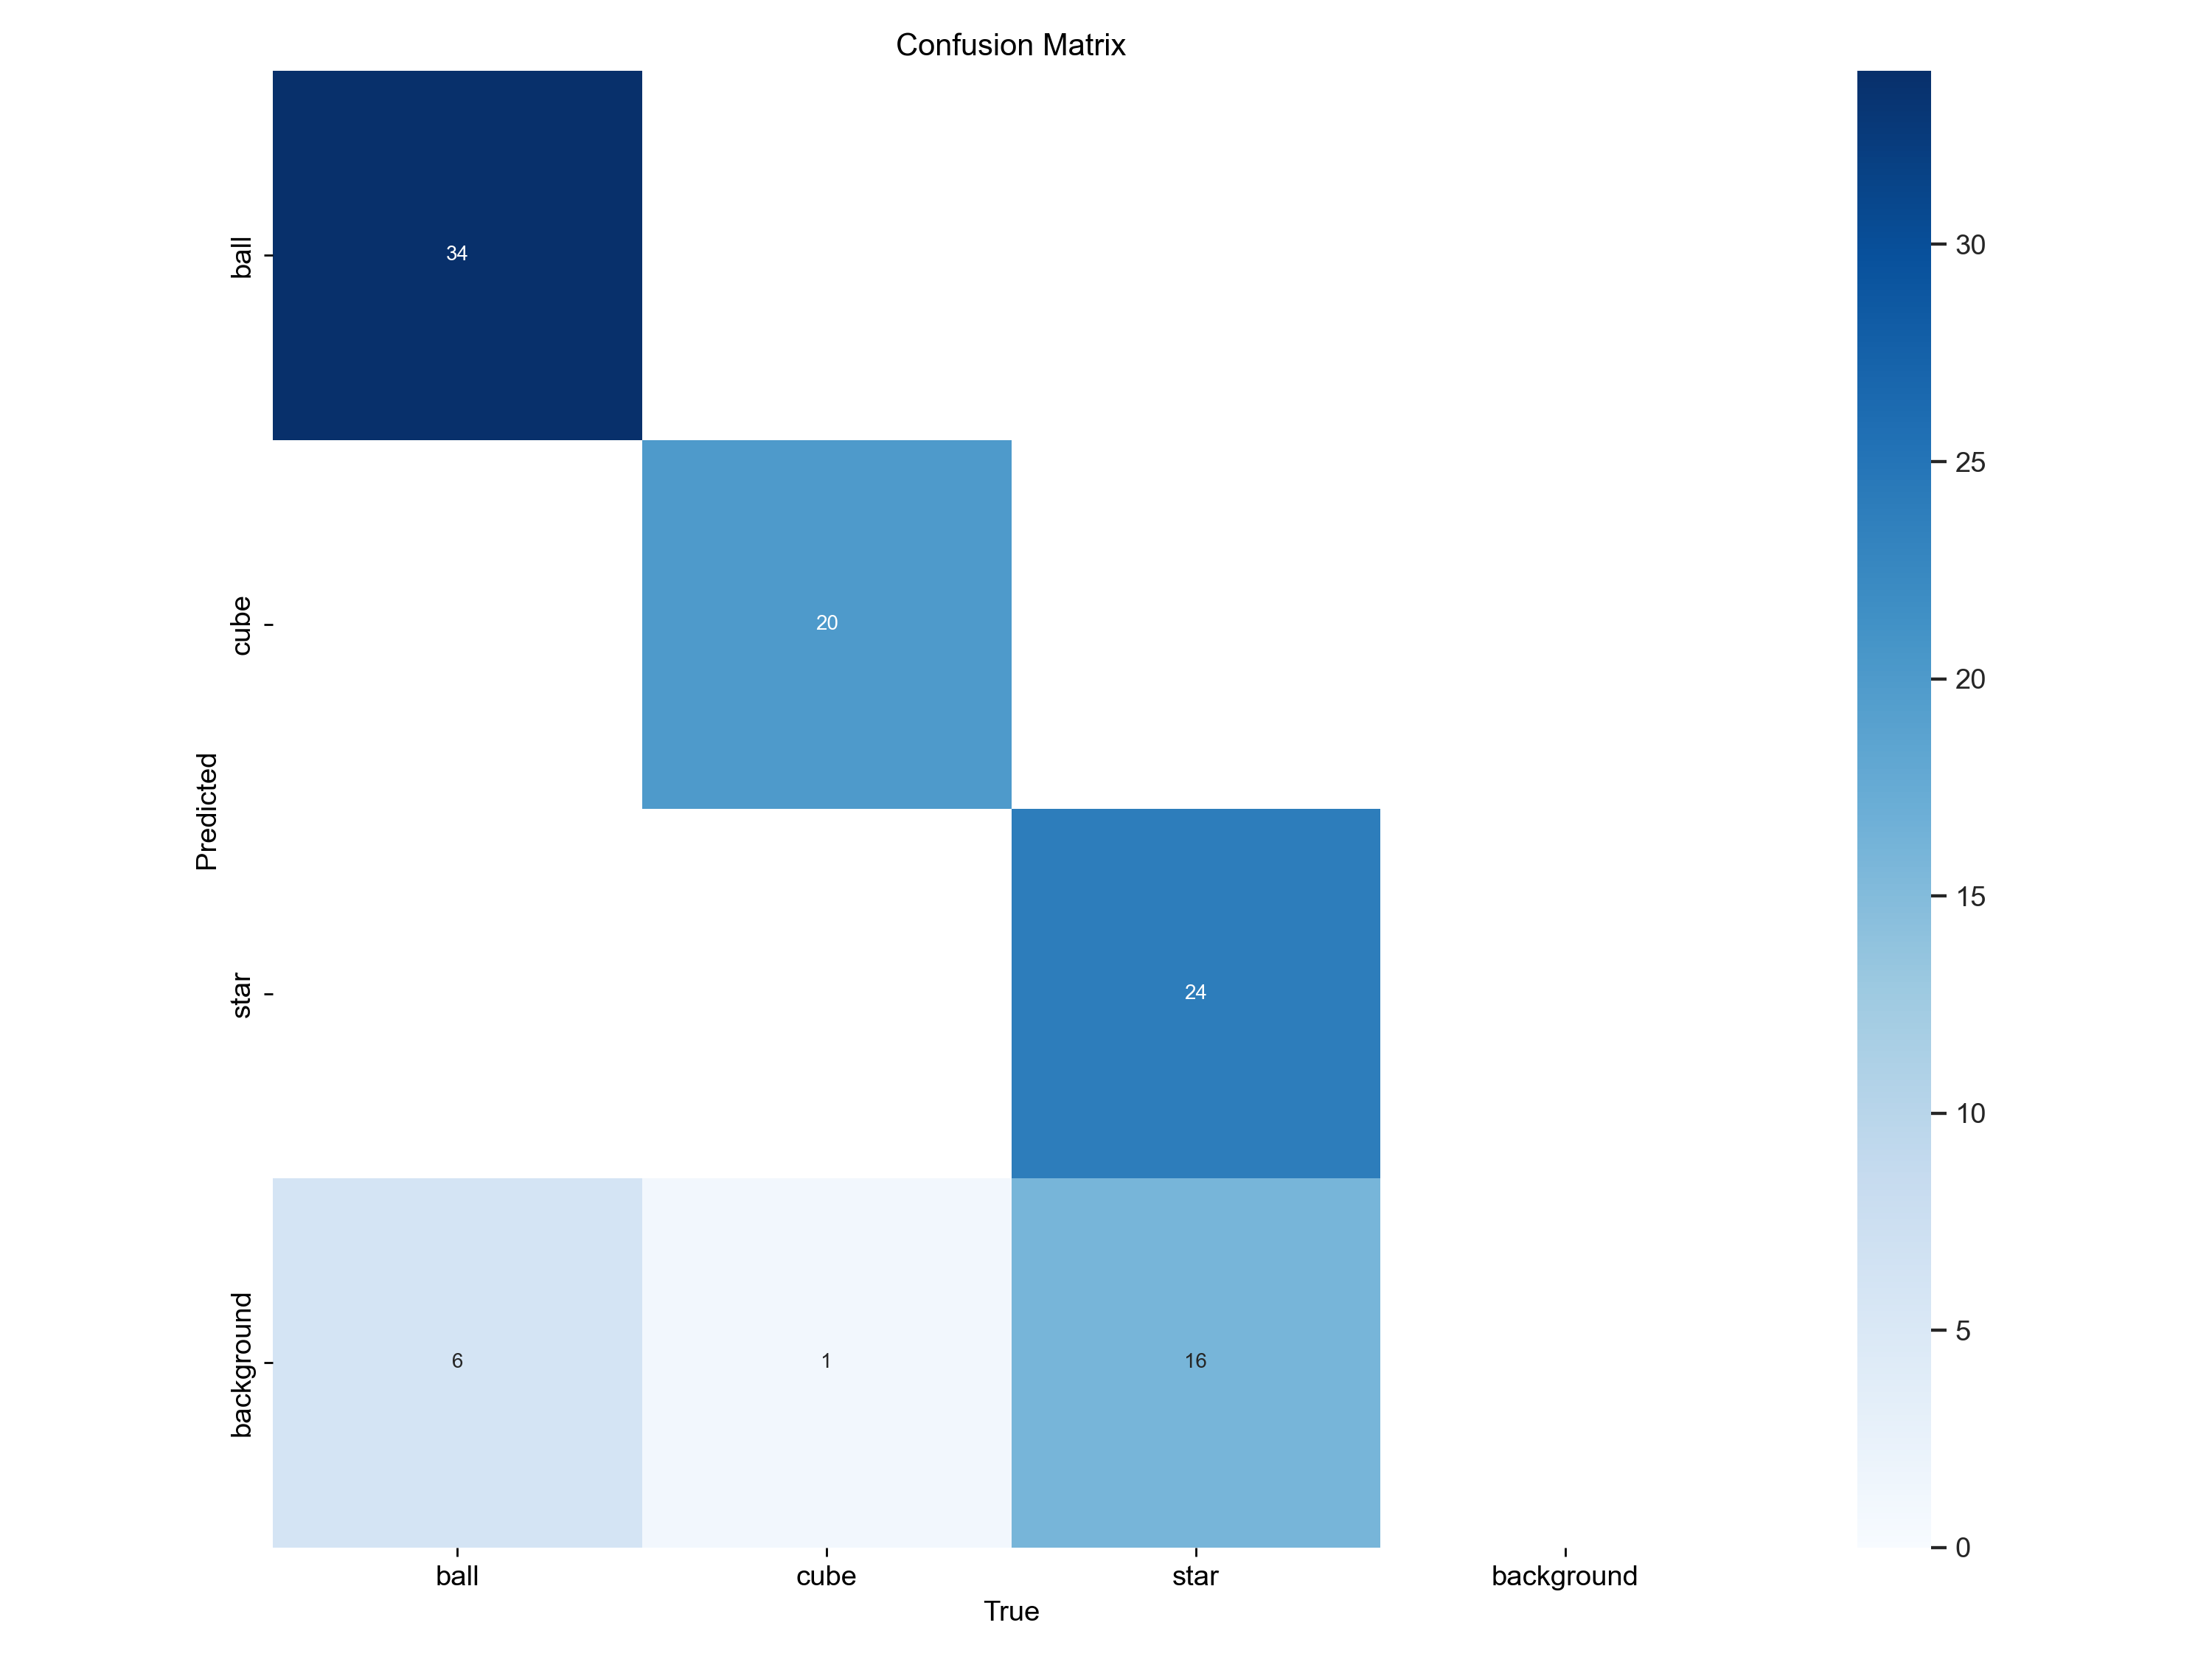 Confusion Matrix
ball
34
cube
20
star
24
background
6
1
16
Predicted
ball
cube
star
background
True
30
25
20
15
10
5
0